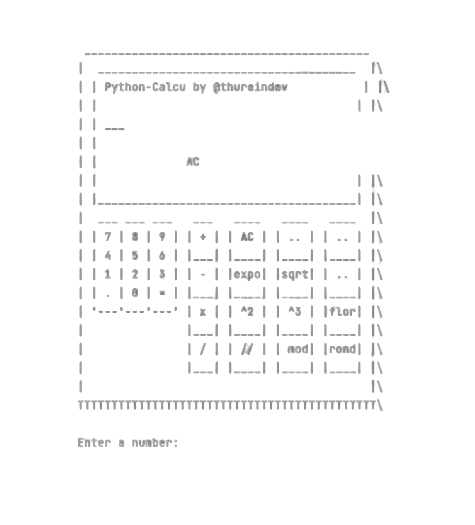 Python-Calcu by @thureindev
___
AC
7 | 8 | 9 | + | AC | .. | ..
4 | 5 | 6
1 | 2 | 3 | - | expo | sqrt | ..
. | 0 | =
x | ^2 | ^3 | flor
/ | // | mod | rond
Enter a number: